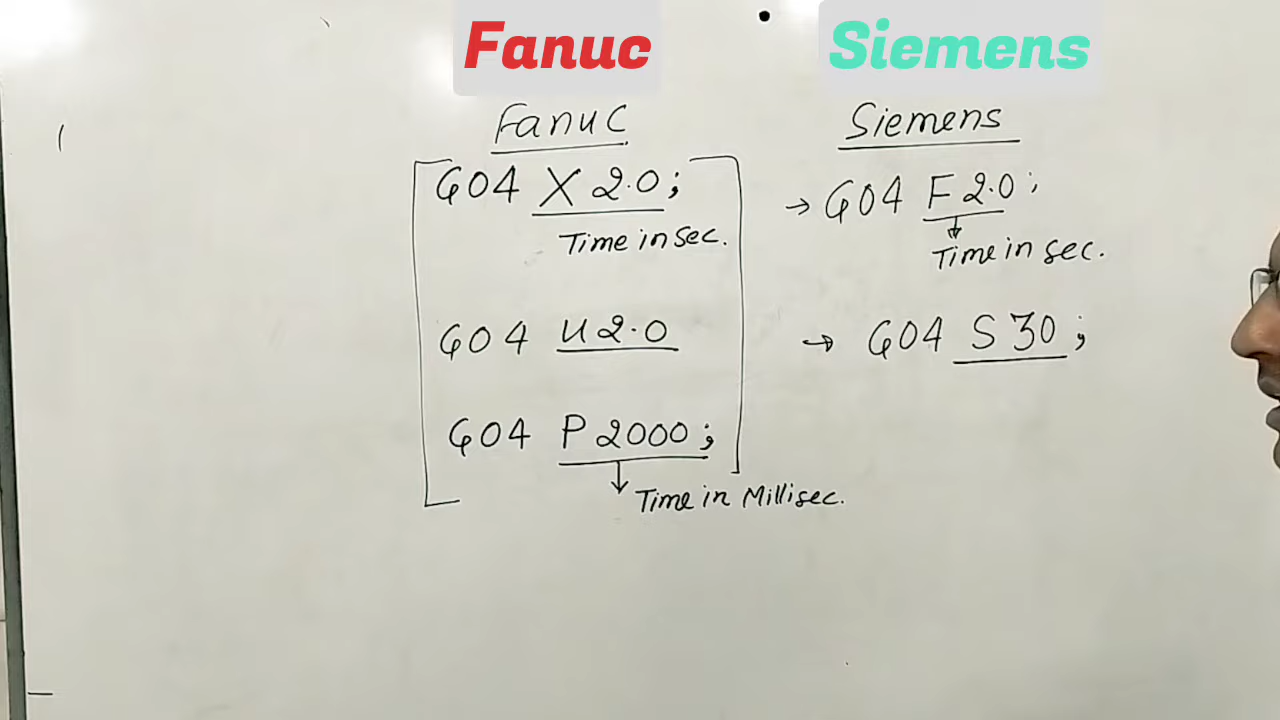 Fanuc
Siemens
Fanuc
G04 X 2.0;
Time in Sec.
G04 U 2.0
G04 P 2000;
Time in Millisec.
Siemens
→ G04 F 2.0;
Time in sec.
→ G04 S 30;